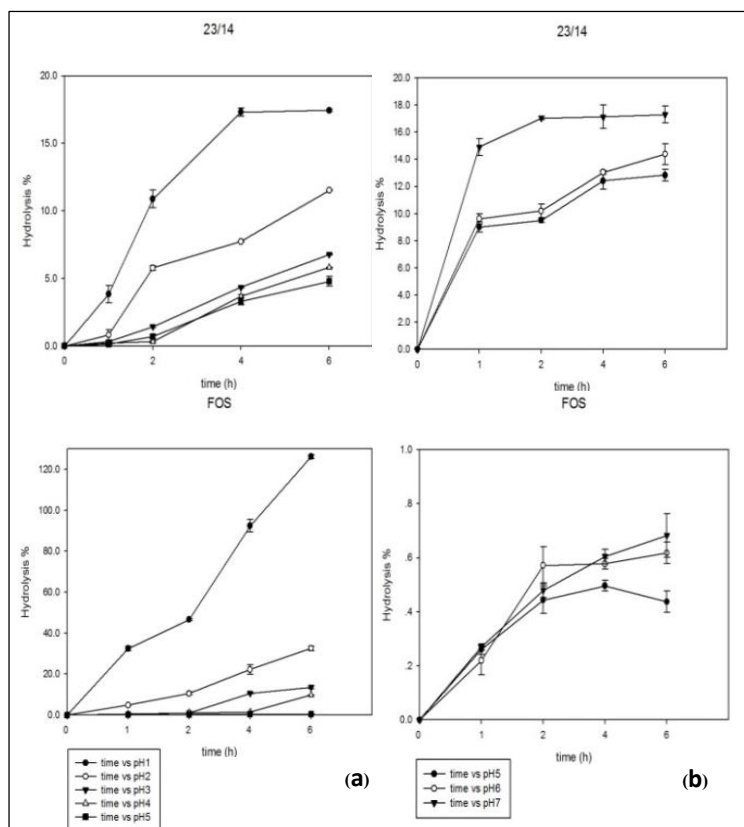 23/14
20.0
15.0
10.0
5.0
0.0
Hydrolysis %
0 2 4 6
time (h)
23/14
20.0
18.0
16.0
14.0
12.0
10.0
8.0
6.0
4.0
2.0
0.0
Hydrolysis %
0 1 2 4 6
time (h)
FOS
120.0
100.0
80.0
60.0
40.0
20.0
0.0
Hydrolysis %
0 1 2 4 6
time (h)
time vs pH1
time vs pH2
time vs pH3
time vs pH4
time vs pH5
(a)
FOS
1.0
.8
.6
.4
.2
0.0
Hydrolysis %
0 1 2 4 6
time (h)
time vs pH5
time vs pH6
time vs pH7
(b)